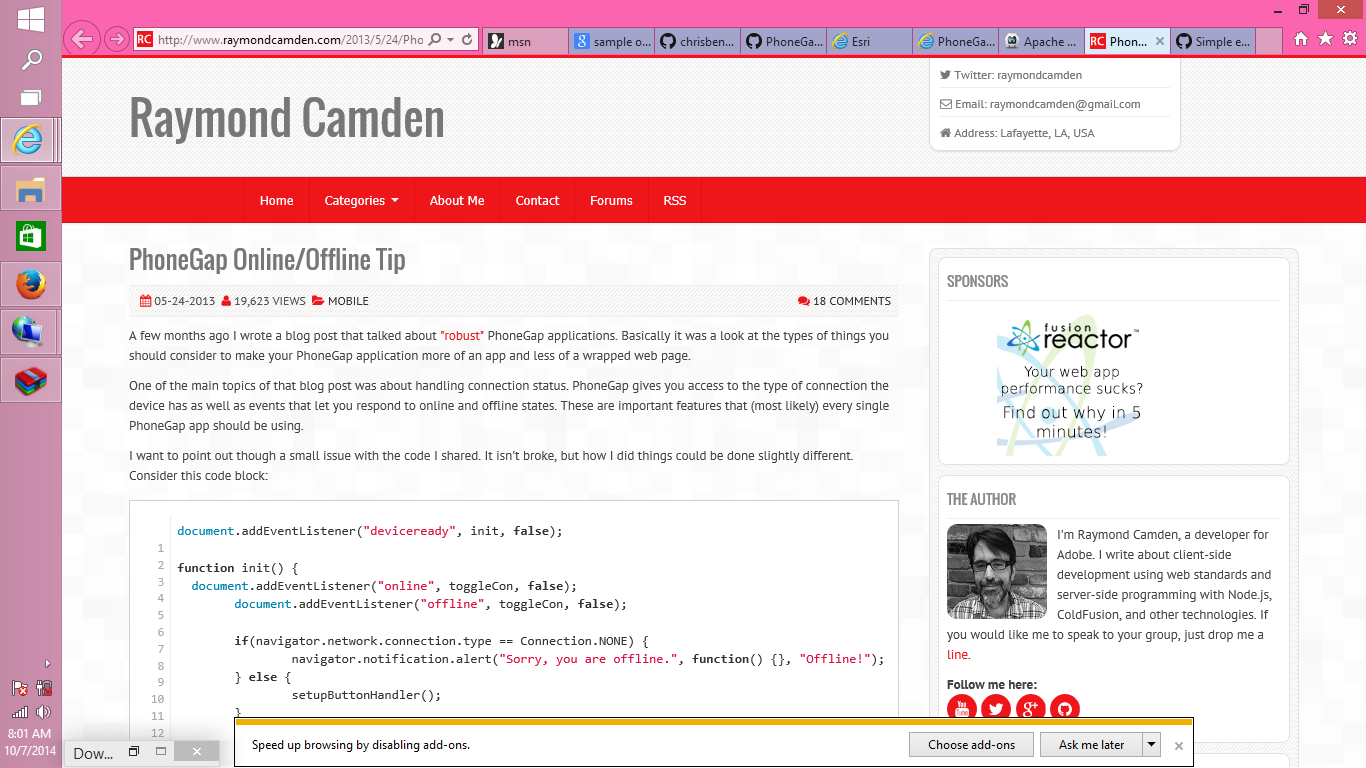 http://www.raymondcamden.com/2013/5/24/Pho
msn
sample o...
chrisben...
PhoneGa...
Esri
PhoneGa...
Apache ...
Phon...
Simple e...
Raymond Camden
Twitter: raymondcamden
Email: raymondcamden@gmail.com
Address: Lafayette, LA, USA
Home
Categories
About Me
Contact
Forums
RSS
PhoneGap Online/Offline Tip
05-24-2013 19,623 VIEWS MOBILE
18 COMMENTS
A few months ago I wrote a blog post that talked about "robust" PhoneGap applications. Basically it was a look at the types of things you
should consider to make your PhoneGap application more of an app and less of a wrapped web page.
One of the main topics of that blog post was about handling connection status. PhoneGap gives you access to the type of connection the
device has as well as events that let you respond to online and offline states. These are important features that (most likely) every single
PhoneGap app should be using.
I want to point out though a small issue with the code I shared. It isn't broke, but how I did things could be done slightly different.
Consider this code block:
1
2
3
4
5
6
7
8
9
10
11
12
document.addEventListener("deviceready", init, false);
function init() {
document.addEventListener("online", toggleCon, false);
document.addEventListener("offline", toggleCon, false);
if(navigator.network.connection.type == Connection.NONE) {
navigator.notification.alert("Sorry, you are offline.", function() {}, "Offline!");
} else {
setupButtonHandler();
}
SPONSORS
fusion
reactor™
Your web app
performance sucks?
Find out why in 5
minutes!
THE AUTHOR
I'm Raymond Camden, a developer for
Adobe. I write about client-side
development using web standards and
server-side programming with Node.js,
ColdFusion, and other technologies. If
you would like me to speak to your group, just drop me a
line.
Follow me here:
You Tube
g+
Speed up browsing by disabling add-ons.
Choose add-ons
Ask me later
Dow...
8:01 AM
10/7/2014
RC
RC